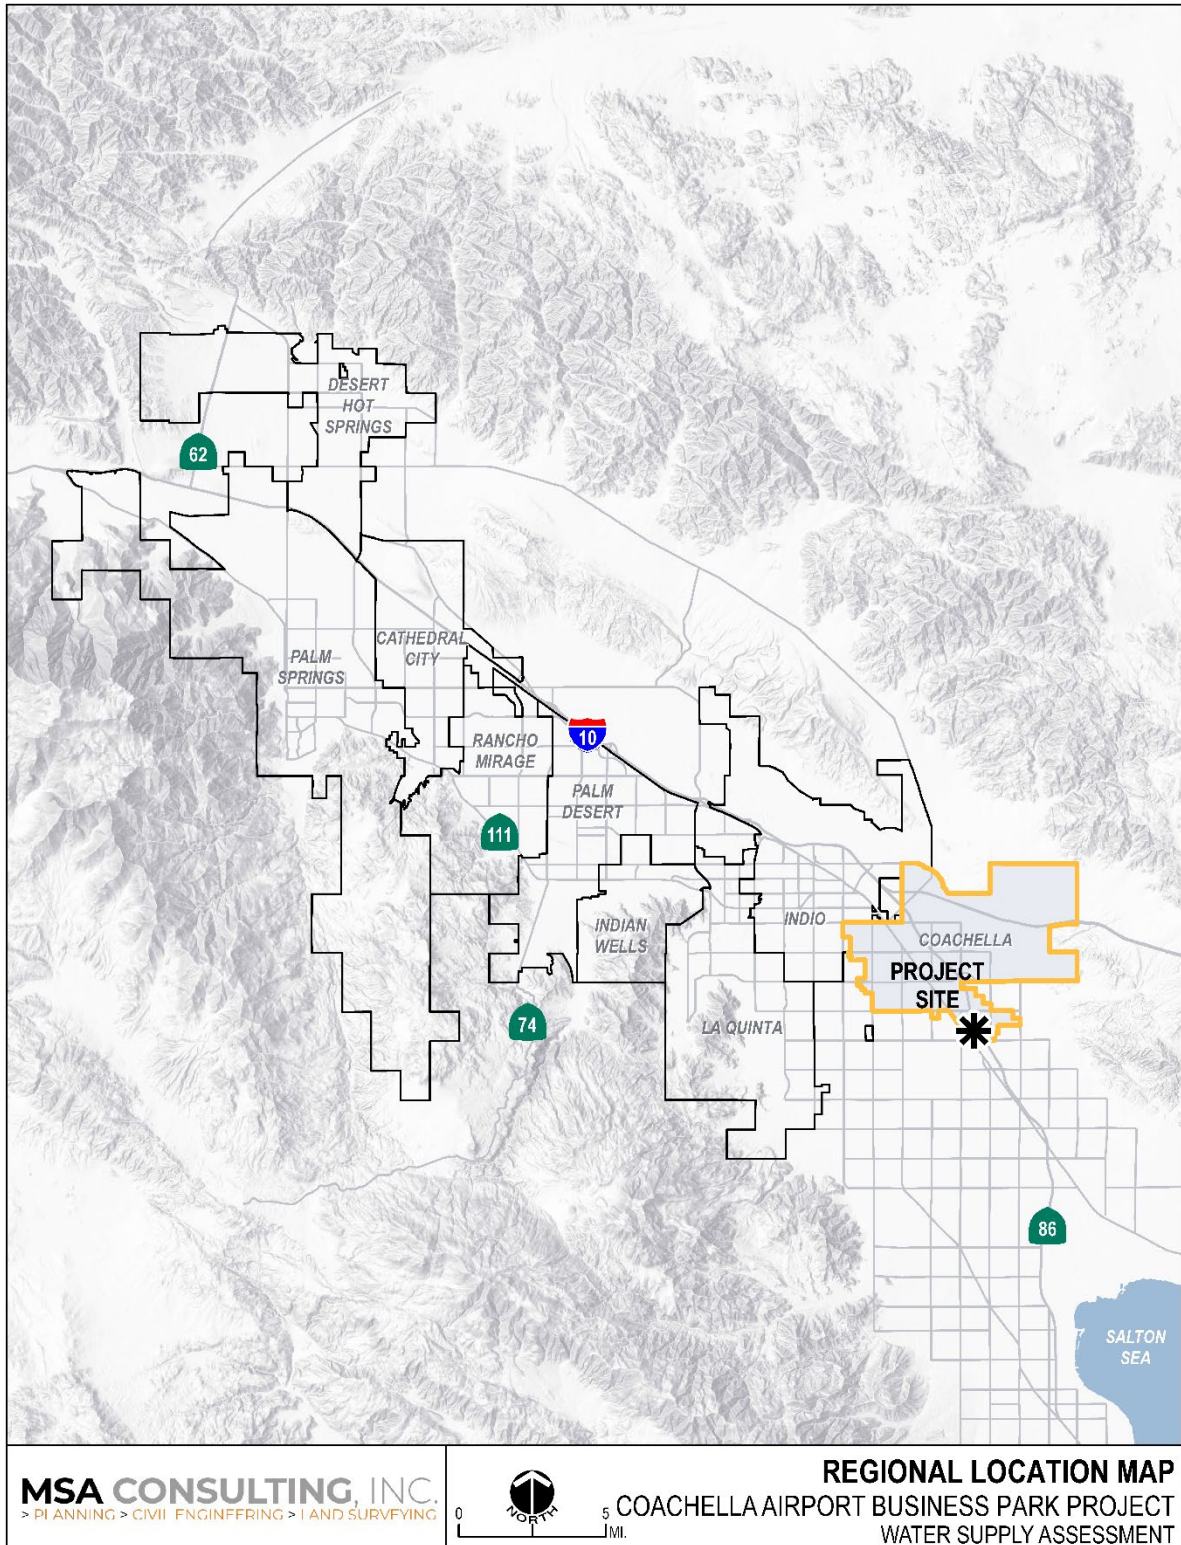 DESERT
HOT
SPRINGS
62
CATHEDRAL
CITY
PALM
SPRINGS
10
RANCHO
MIRAGE
PALM
DESERT
111
INDIAN
WELLS
INDIO
COACHELLA
PROJECT
SITE
74
LA QUINTA
86
SALTON
SEA
MSA CONSULTING, INC.
> PLANNING > CIVIL ENGINEERING > LAND SURVEYING
0
NORTH
5
MI.
REGIONAL LOCATION MAP
COACHELLA AIRPORT BUSINESS PARK PROJECT
WATER SUPPLY ASSESSMENT